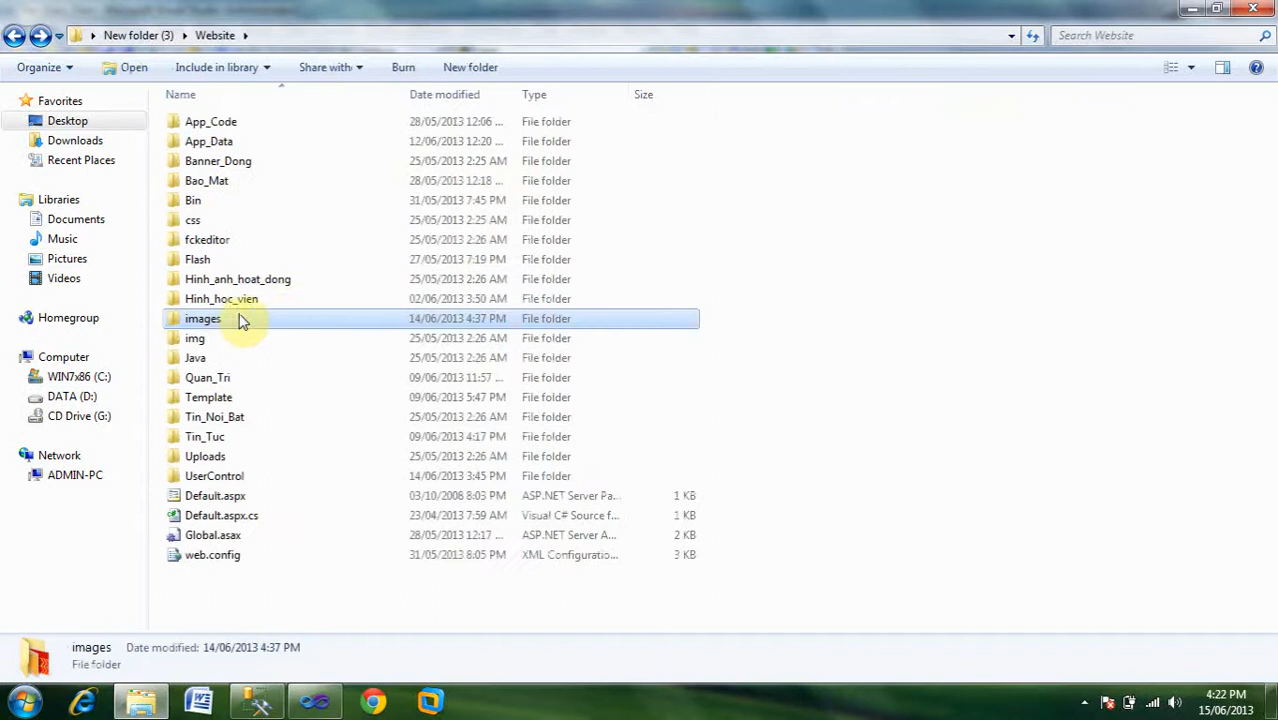 New folder (3) Website
Search Website
Organize Open Include in library Share with Burn New folder
Name Date modified Type Size
Favorites
Desktop
Downloads
Recent Places
Libraries
Documents
Music
Pictures
Videos
Homegroup
Computer
WIN7x86 (C:)
DATA (D:)
CD Drive (G:)
Network
ADMIN-PC
App_Code 28/05/2013 12:06 ... File folder
App_Data 12/06/2013 12:20 ... File folder
Banner_Dong 25/05/2013 2:25 AM File folder
Bao_Mat 28/05/2013 12:18 ... File folder
Bin 31/05/2013 7:45 PM File folder
css 25/05/2013 2:25 AM File folder
fckeditor 25/05/2013 2:26 AM File folder
Flash 27/05/2013 7:19 PM File folder
Hinh_anh_hoat_dong 25/05/2013 2:26 AM File folder
Hinh_hoc_vien 02/06/2013 3:50 AM File folder
images 14/06/2013 4:37 PM File folder
img 25/05/2013 2:26 AM File folder
Java 25/05/2013 2:26 AM File folder
Quan_Tri 09/06/2013 11:57 ... File folder
Template 09/06/2013 5:47 PM File folder
Tin_Noi_Bat 25/05/2013 2:26 AM File folder
Tin_Tuc 09/06/2013 4:17 PM File folder
Uploads 25/05/2013 2:26 AM File folder
UserControl 14/06/2013 3:45 PM File folder
Default.aspx 03/10/2008 8:03 PM ASP.NET Server Pa... 1 KB
Default.aspx.cs 23/04/2013 7:59 AM Visual C# Source f... 1 KB
Global.asax 28/05/2013 12:17 ... ASP.NET Server A... 2 KB
web.config 31/05/2013 8:05 PM XML Configuratio... 3 KB
images Date modified: 14/06/2013 4:37 PM
File folder
4:22 PM
15/06/2013